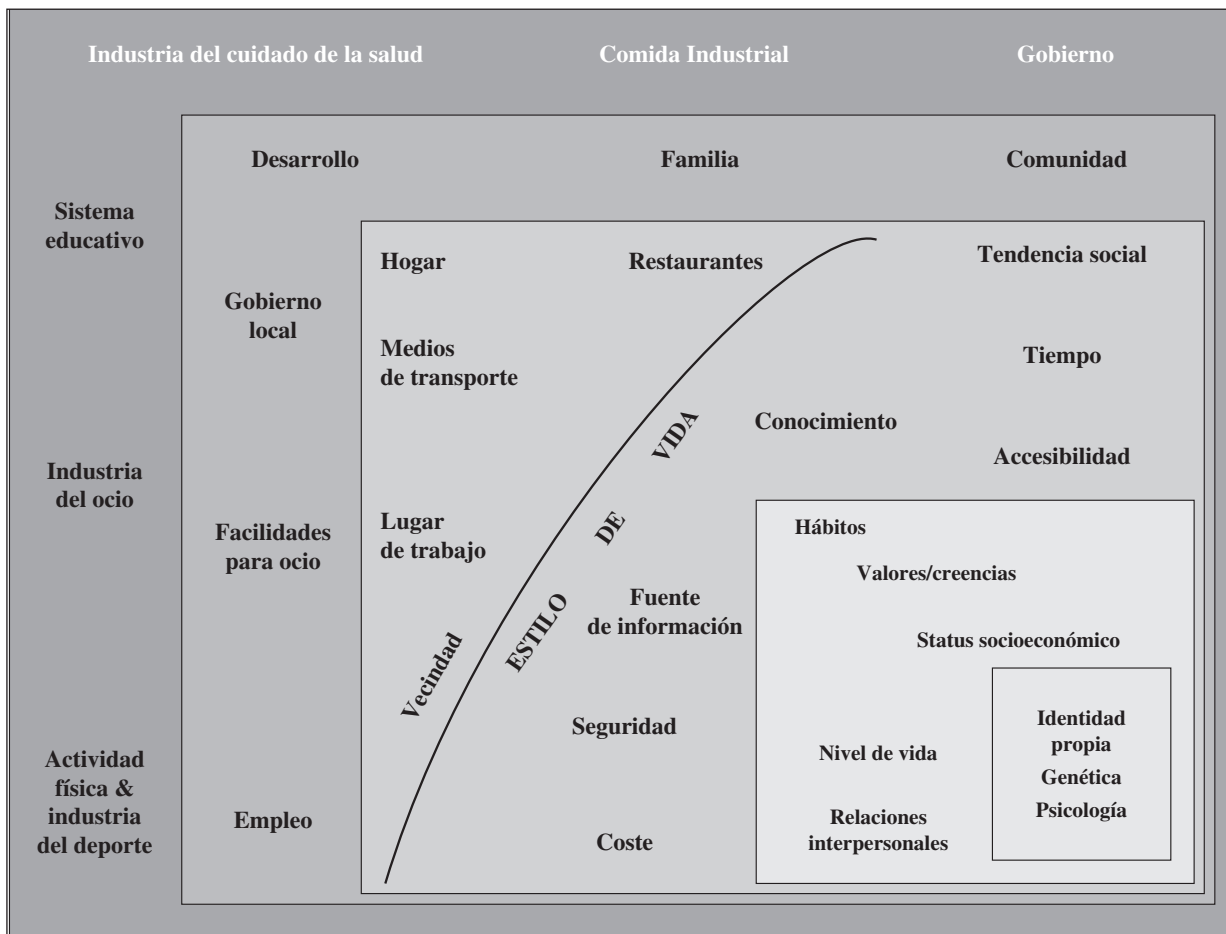 Industria del cuidado de la salud
Comida Industrial
Gobierno
Desarrollo
Familia
Comunidad
Sistema
educativo
Hogar
Restaurantes
Tendencia social
Gobierno
local
Medios
de transporte
Tiempo
Conocimiento
Accesibilidad
Industria
del ocio
Facilidades
para ocio
Lugar
de trabajo
Vecindad
ESTILO DE VIDA
Fuente
de información
Hábitos
Valores/creencias
Status socioeconómico
Seguridad
Identidad
propia
Genética
Psicología
Nivel de vida
Actividad
física &
industria
del deporte
Empleo
Coste
Relaciones
interpersonales